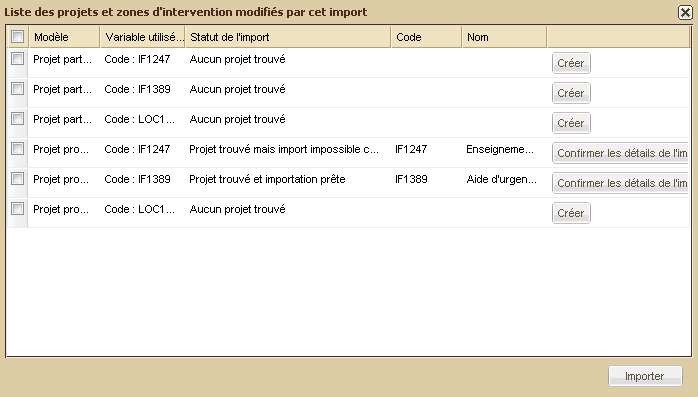 Liste des projets et zones d'intervention modifiés par cet import
Modèle Variable utilisé... Statut de l'import Code Nom
Projet part... Code : IF1247 Aucun projet trouvé Créer
Projet part... Code : IF1389 Aucun projet trouvé Créer
Projet part... Code : LOC1... Aucun projet trouvé Créer
Projet pro... Code : IF1247 Projet trouvé mais import impossible c... IF1247 Enseigneme... Confirmer les détails de l'im
Projet pro... Code : IF1389 Projet trouvé et importation prête IF1389 Aide d'urgen... Confirmer les détails de l'im
Projet pro... Code : LOC1... Aucun projet trouvé Créer
Importer